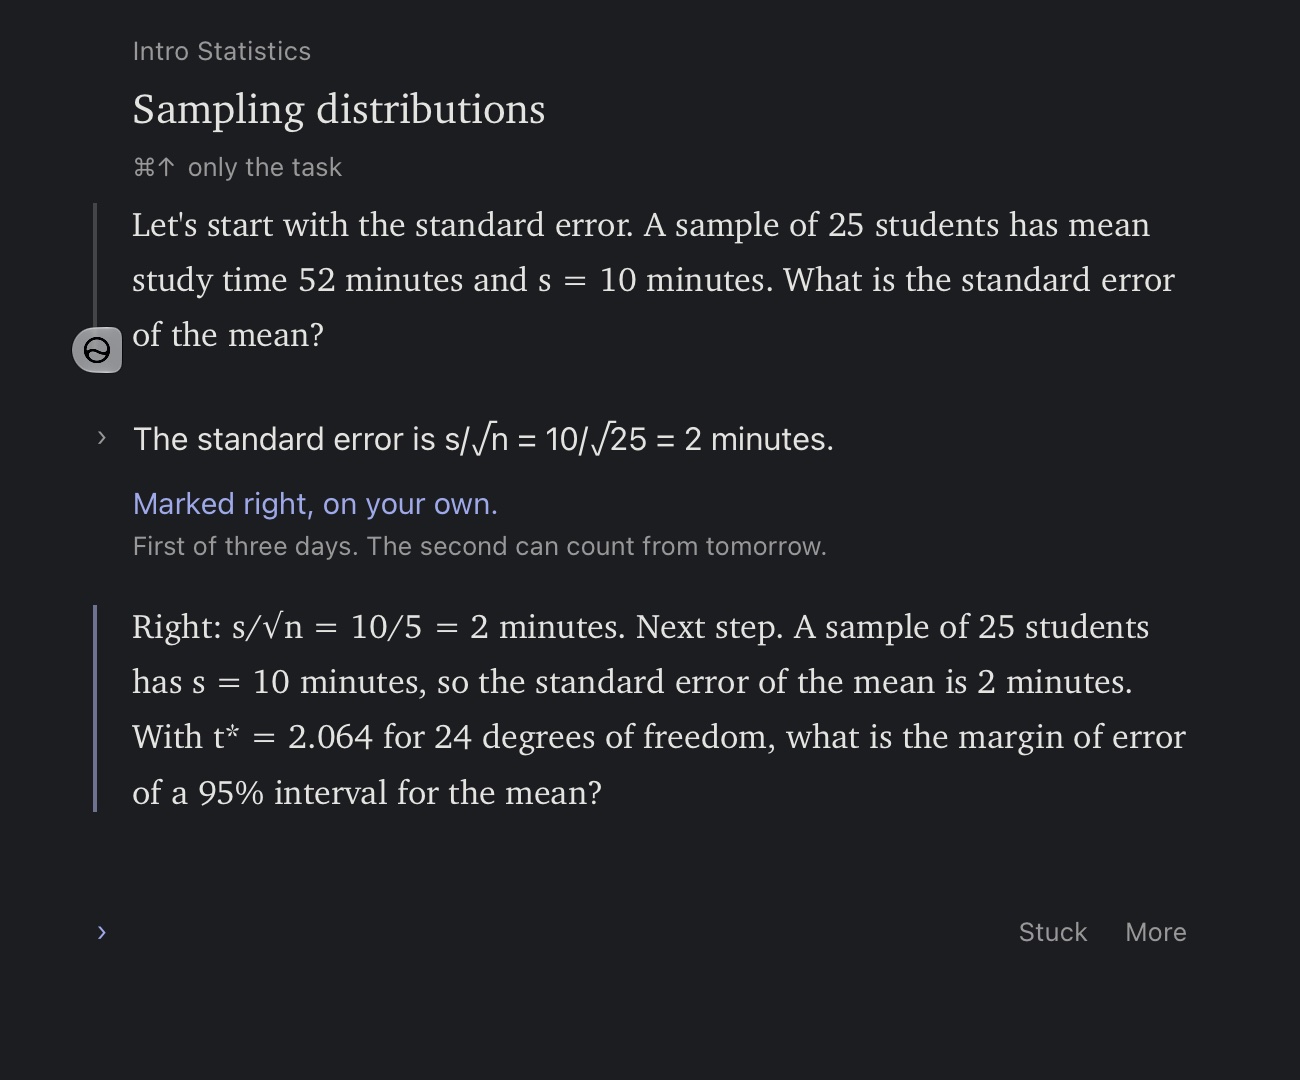 Intro Statistics
Sampling distributions
⌘↑ only the task
Let's start with the standard error. A sample of 25 students has mean
study time 52 minutes and s = 10 minutes. What is the standard error
of the mean?
› The standard error is s/√n = 10/√25 = 2 minutes.
Marked right, on your own.
First of three days. The second can count from tomorrow.
Right: s/√n = 10/5 = 2 minutes. Next step. A sample of 25 students
has s = 10 minutes, so the standard error of the mean is 2 minutes.
With t* = 2.064 for 24 degrees of freedom, what is the margin of error
of a 95% interval for the mean?
› Stuck More